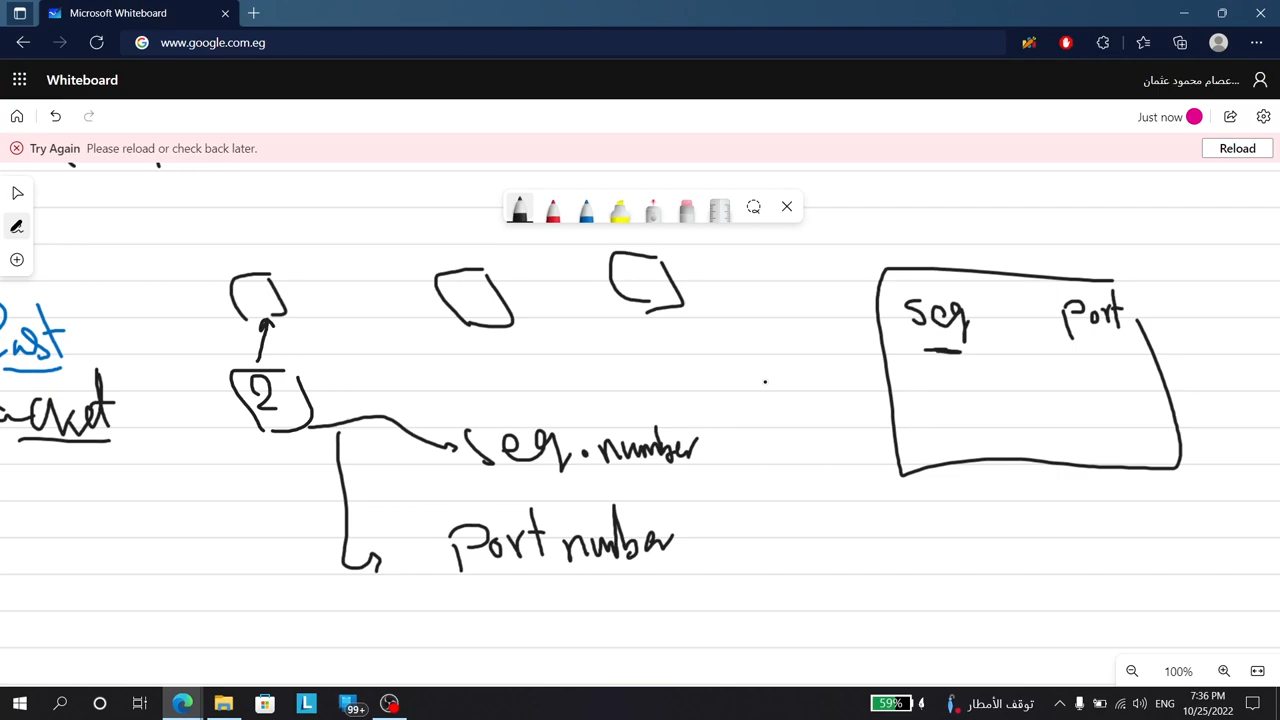 Microsoft Whiteboard
www.google.com.eg
Whiteboard
عصام محمود عثمان...
Just now
Try Again Please reload or check back later.
Reload
seq port
2
seq. number
port number
100%
L
99+
59%
توقف الأمطار
ENG
7:36 PM
10/25/2022